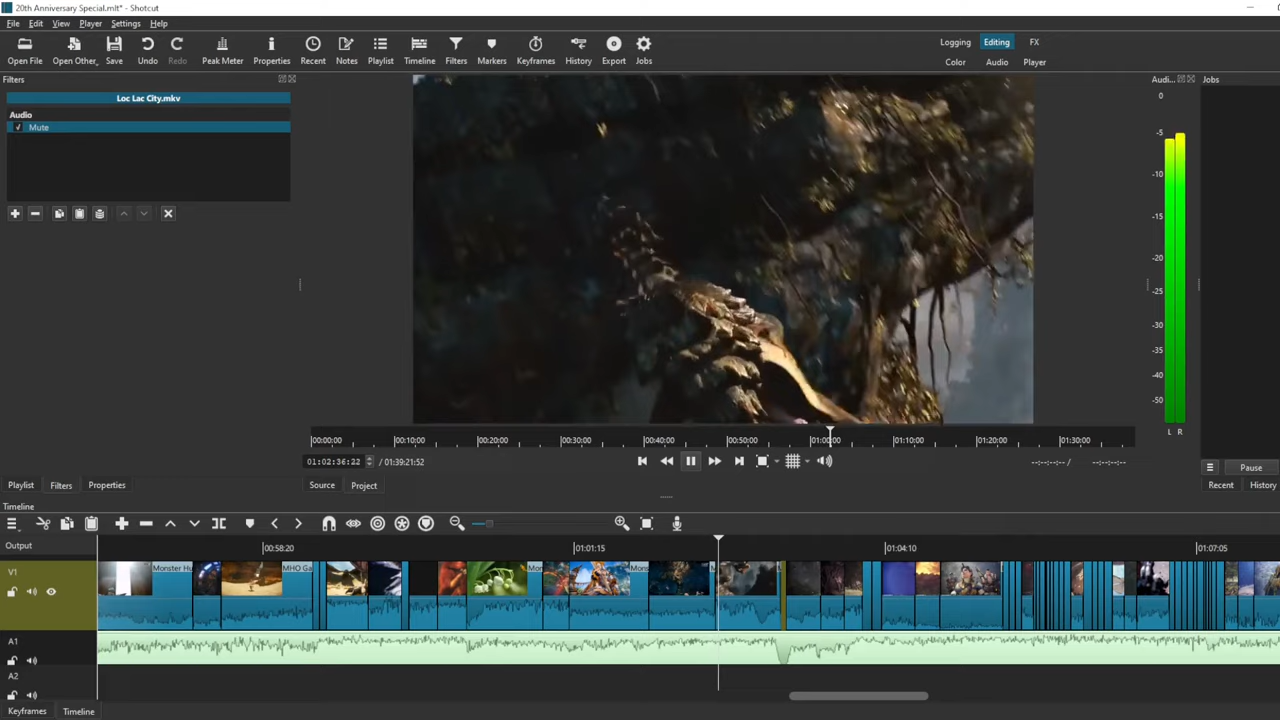 20th Anniversary Special.mlt* - Shotcut
File Edit View Player Settings Help
Open File Open Other Save Undo Redo Peak Meter Properties Recent Notes Playlist Timeline Filters Markers Keyframes History Export Jobs
Logging Editing FX
Color Audio Player
Filters
Audi...
Jobs
Loc Lac City.mkv
Audio
Mute
0
-5
-10
-15
-20
-25
-30
-35
-40
-50
L R
00:00:00 00:10:00 00:20:00 00:30:00 00:40:00 00:50:00 01:00:00 01:10:00 01:20:00 01:30:00
01:02:36:22 / 01:39:21:52
--:--:--:-- / --:--:--:--
Pause
Playlist Filters Properties
Source Project
Recent History
Timeline
Output
00:58:20 01:01:15 01:04:10 01:07:05
V1
Monster Hu MHO Ga Mon Mons M L
A1
A2
Keyframes Timeline